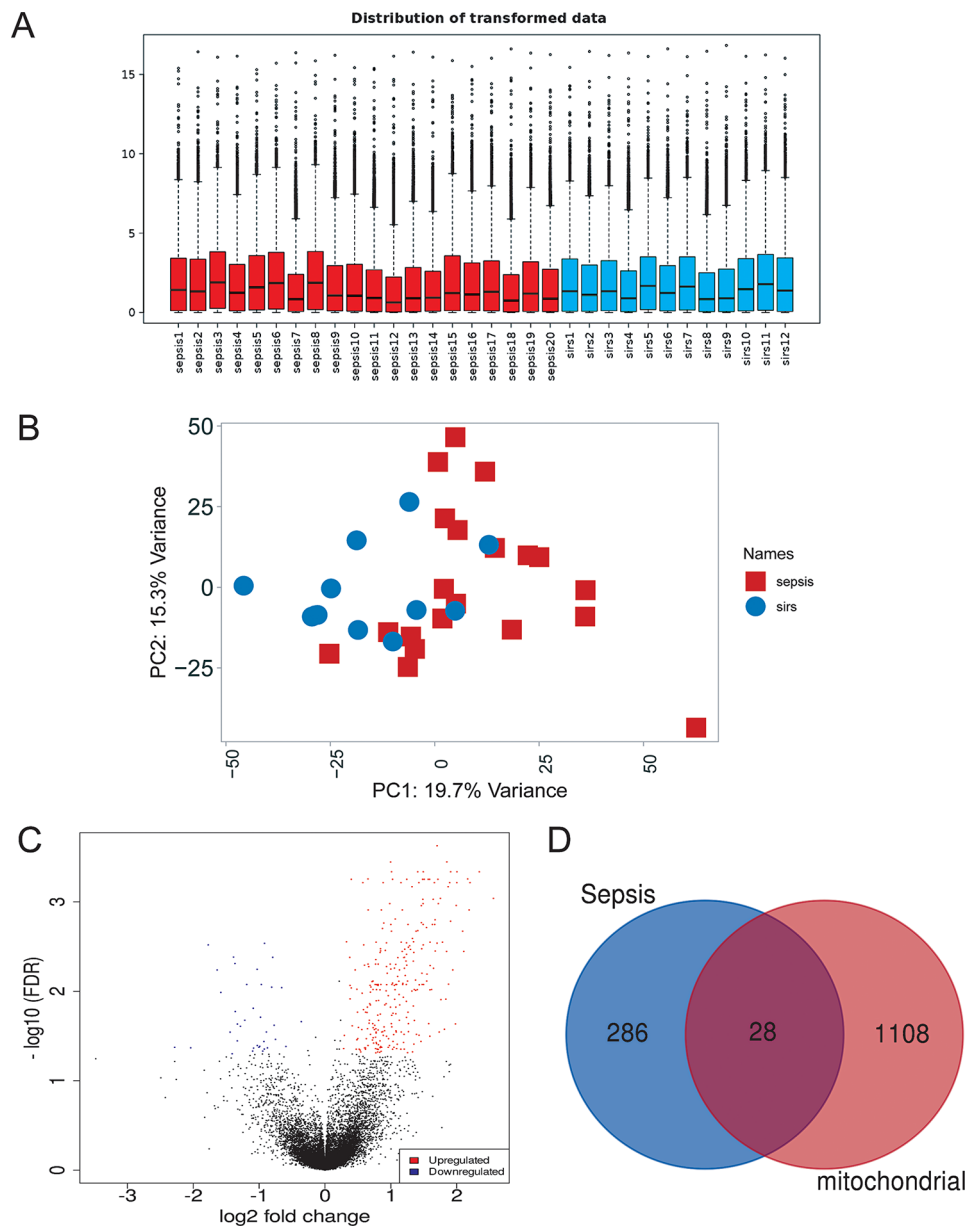 A
Distribution of transformed data
15
10
5
0
sepsis1
sepsis2
sepsis3
sepsis4
sepsis5
sepsis6
sepsis7
sepsis8
sepsis9
sepsis10
sepsis11
sepsis12
sepsis13
sepsis14
sepsis15
sepsis16
sepsis17
sepsis18
sepsis19
sepsis20
sirs1
sirs2
sirs3
sirs4
sirs5
sirs6
sirs7
sirs8
sirs9
sirs10
sirs11
sirs12
B
PC2: 15.3% Variance
50
25
0
−25
−50
−25
0
25
50
PC1: 19.7% Variance
Names
sepsis
sirs
C
- log10 (FDR)
3
2
1
0
-3
-2
-1
0
1
2
log2 fold change
Upregulated
Downregulated
D
Sepsis
286
28
1108
mitochondrial